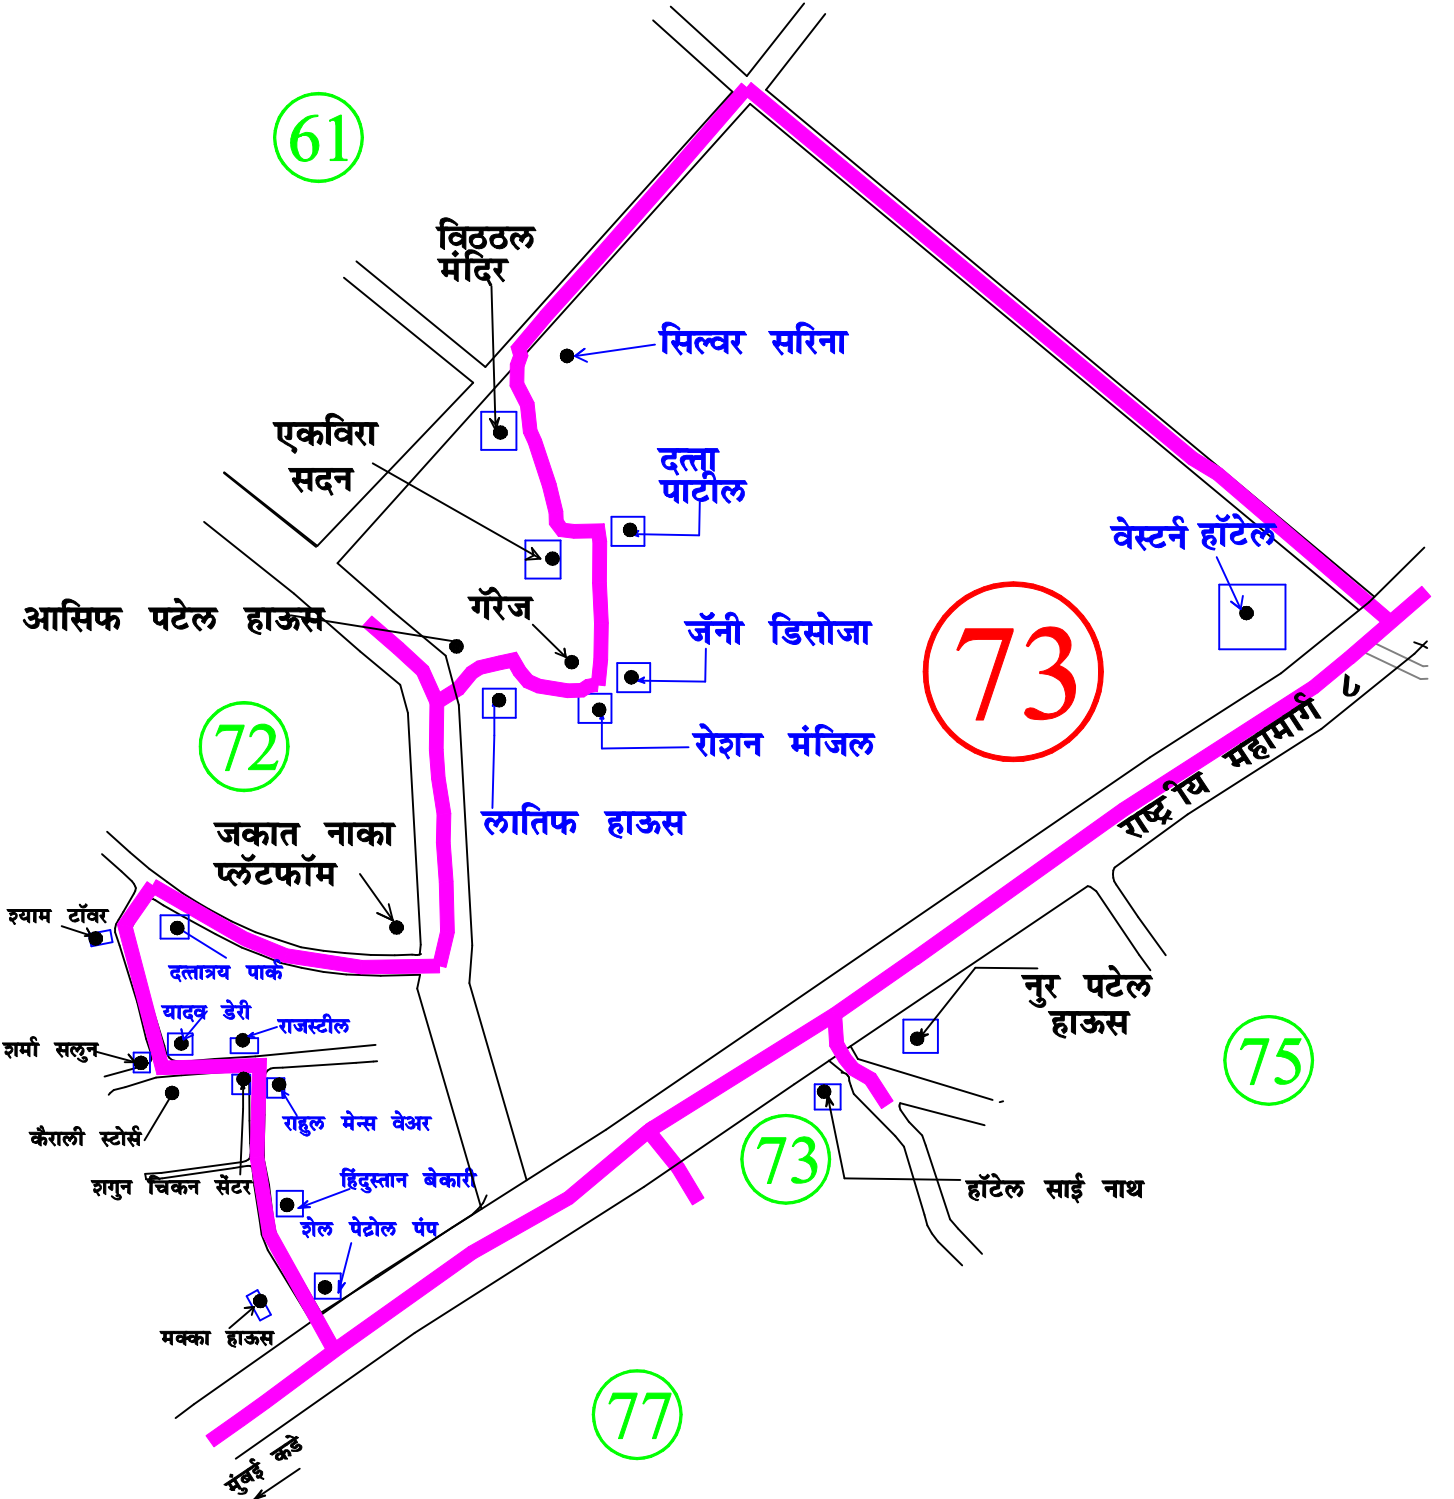 61
विठठल
मंदिर
सिल्वर सरिना
एकविरा
सदन
दत्ता
पाटील
वेस्टर्न हॉटेल
आसिफ पटेल हाऊस
गॅरेज
जॅनी डिसोजा
73
72
रोशन मंजिल
राष्ट्रीय महामार्ग ८
लातिफ हाऊस
जकात नाका
प्लॅटफॉम
श्याम टॉवर
दत्तात्रय पार्क
यादव डेरी
राजस्टील
नुर पटेल
हाऊस
शर्मा सलुन
75
कैराली स्टोर्स
राहुल मेन्स वेअर
73
शगुन चिकन सेंटर
हिंदुस्तान बेकारी
हॉटेल साई नाथ
शेल पेट्रोल पंप
मक्का हाऊस
77
मुंबई कडे